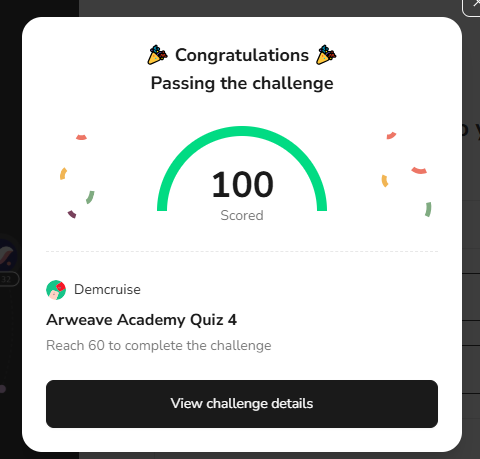 Congratulations
Passing the challenge
100
Scored
Demcruise
Arweave Academy Quiz 4
Reach 60 to complete the challenge
View challenge details
32